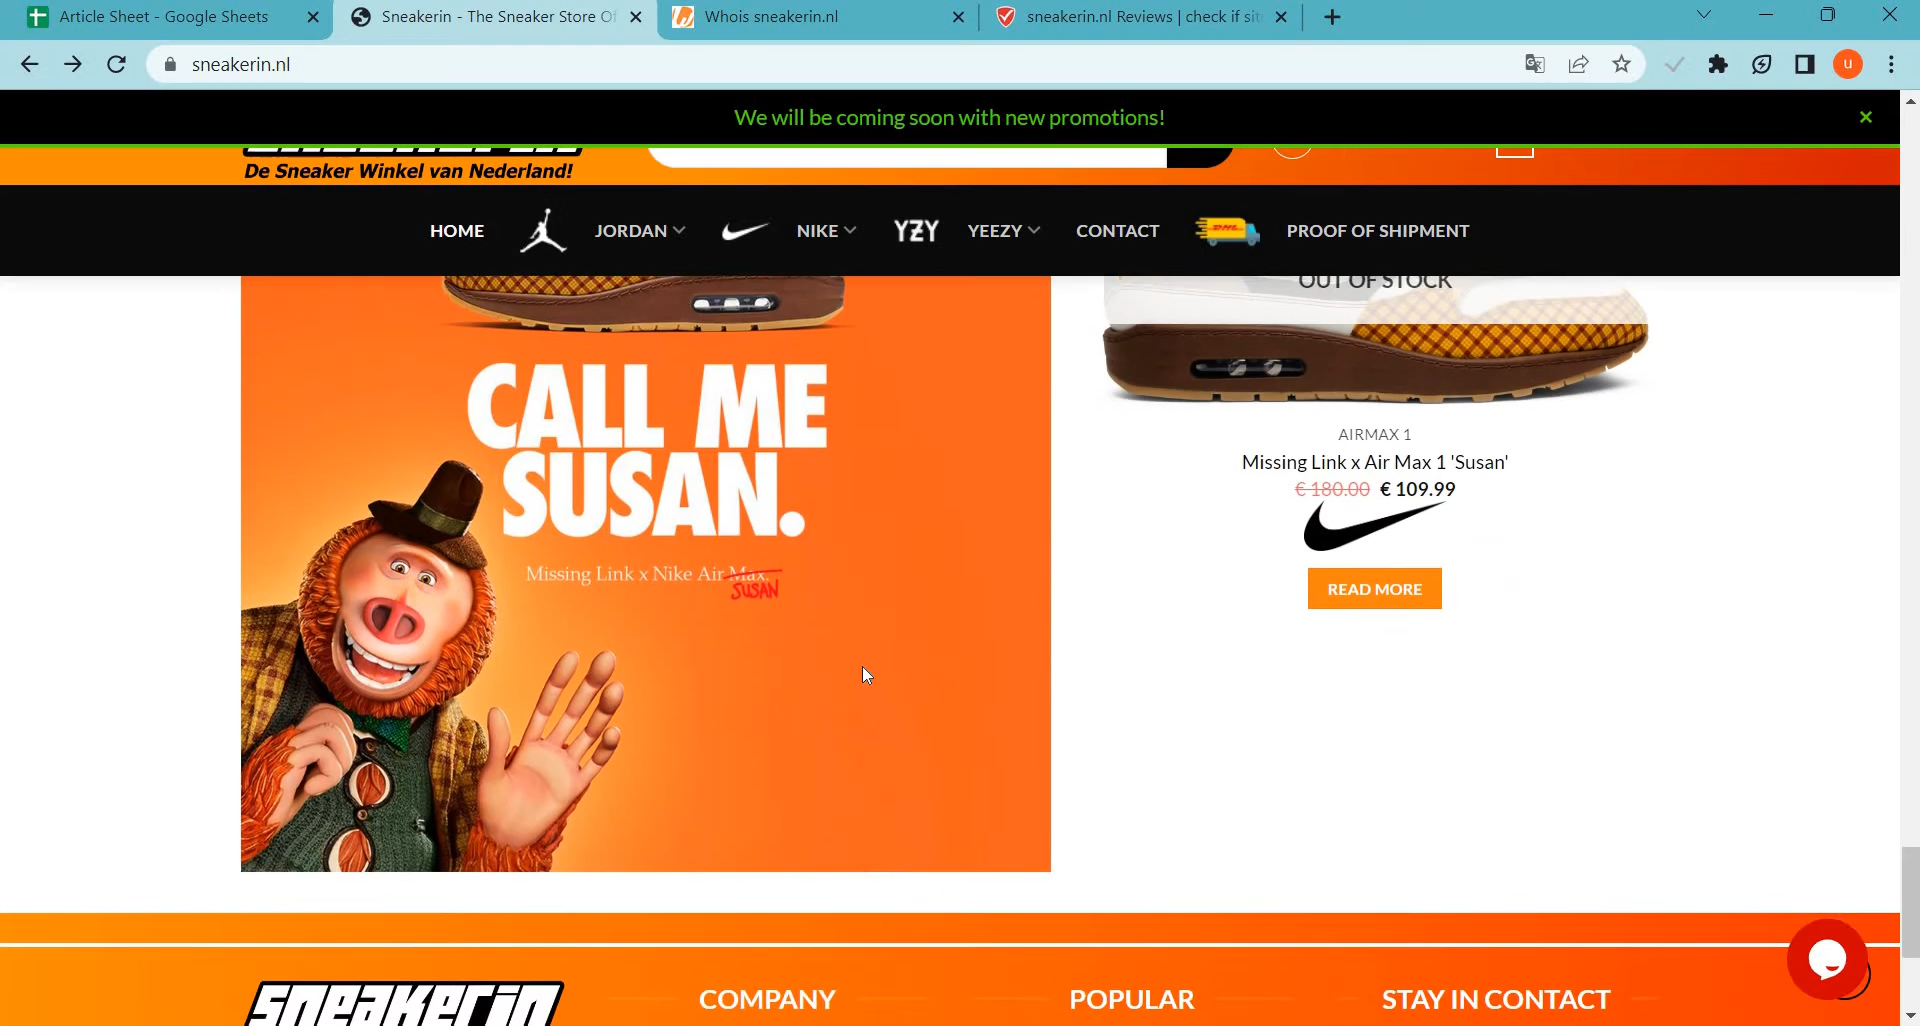 Article Sheet - Google Sheets
Sneakerin - The Sneaker Store Of
Whois sneakerin.nl
sneakerin.nl Reviews | check if sit
sneakerin.nl
u
We will be coming soon with new promotions!
De Sneaker Winkel van Nederland!
HOME
JORDAN
NIKE
YZY
YEEZY
CONTACT
DHL
PROOF OF SHIPMENT
OUT OF STOCK
CALL ME
SUSAN.
Missing Link x Nike Air Max.
SUSAN
AIRMAX 1
Missing Link x Air Max 1 'Susan'
€ 180.00 € 109.99
READ MORE
sneakerin
COMPANY
POPULAR
STAY IN CONTACT